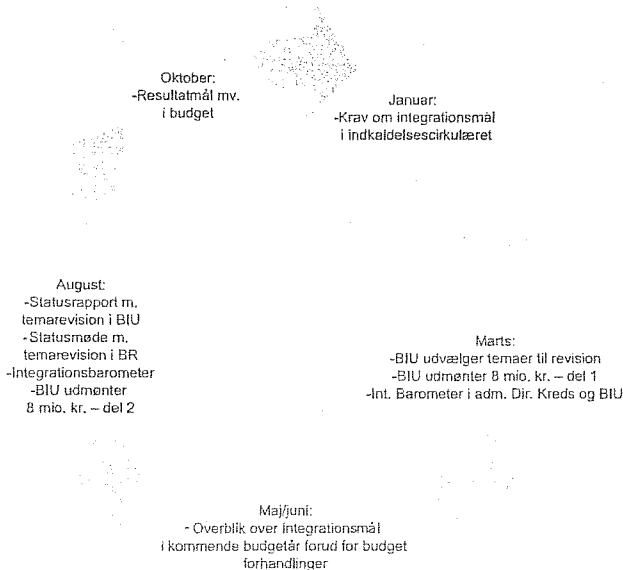 Oktober:
-Resultatmål mv.
i budget
Januar:
-Krav om integrationsmål
i indkaldelsescirkulæret
August:
-Statusrapport m.
temarevision i BIU
-Statusmøde m.
temarevision i BR
-Integrationsbarometer
-BIU udmønter
8 mio. kr. – del 2
Marts:
-BIU udvælger temaer til revision
-BIU udmønter 8 mio. kr. – del 1
-Int. Barometer i adm. Dir. Kreds og BIU
Maj/juni:
- Overblik over integrationsmål
i kommende budgetår forud for budget
forhandlinger